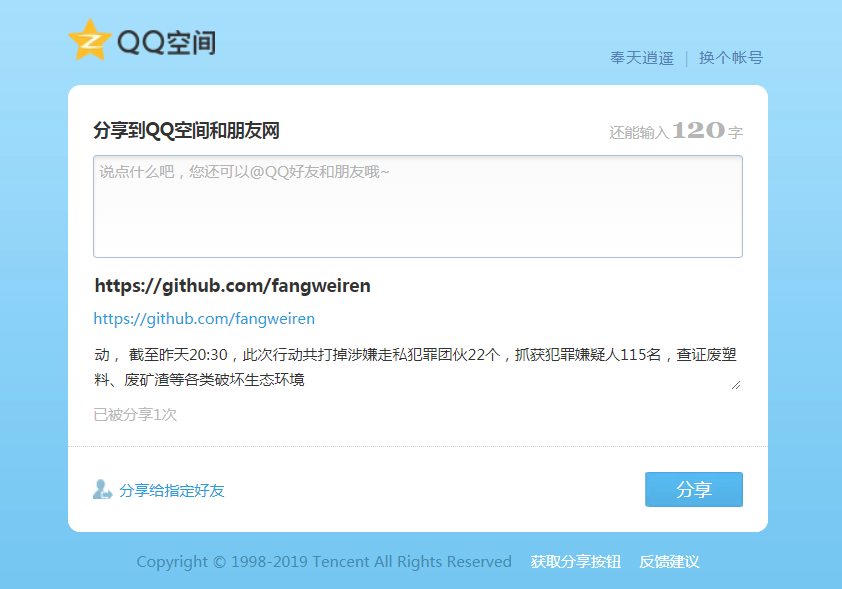 QQ空间
奉天逍遥 | 换个帐号
分享到QQ空间和朋友网
还能输入120字
说点什么吧，您还可以@QQ好友和朋友哦~
https://github.com/fangweiren
https://github.com/fangweiren
动， 截至昨天20:30，此次行动共打掉涉嫌走私犯罪团伙22个，抓获犯罪嫌疑人115名，查证废塑
料、废矿渣等各类破坏生态环境
已被分享1次
分享给指定好友
分享
Copyright © 1998-2019 Tencent All Rights Reserved 获取分享按钮 反馈建议